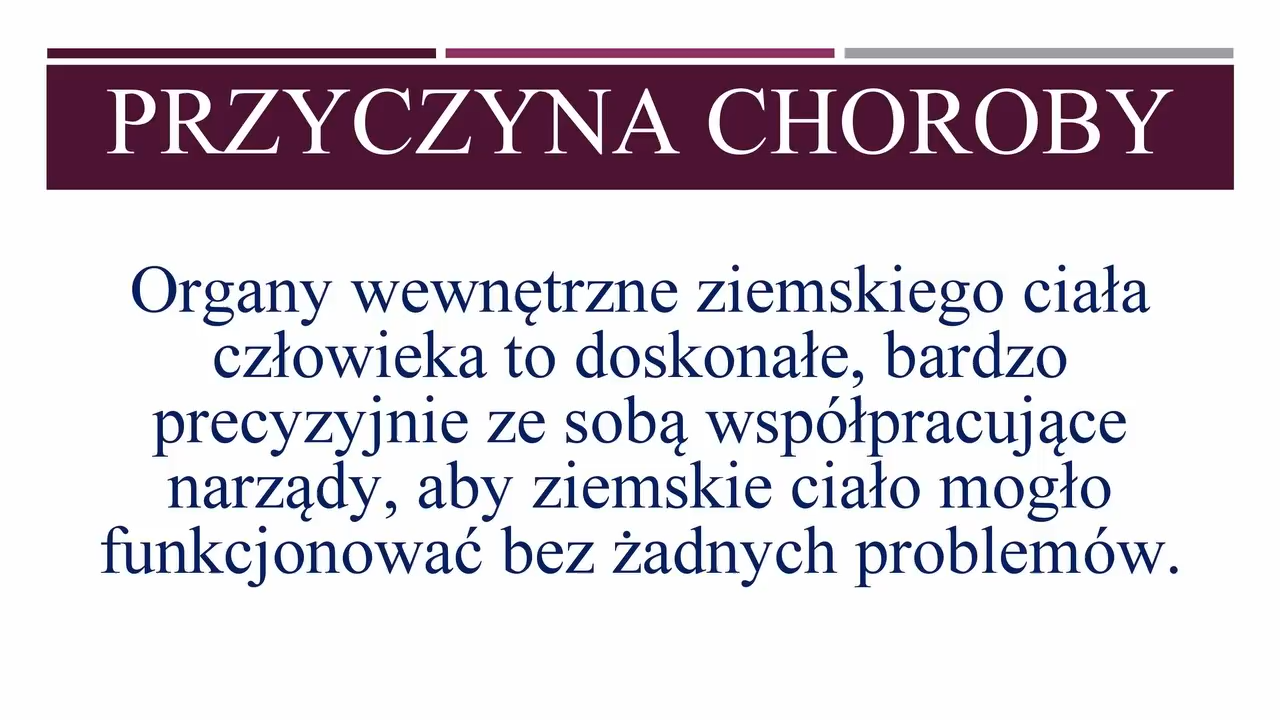 PRZYCZYNA CHOROBY
Organy wewnętrzne ziemskiego ciała
człowieka to doskonałe, bardzo
precyzyjnie ze sobą współpracujące
narządy, aby ziemskie ciało mogło
funkcjonować bez żadnych problemów.